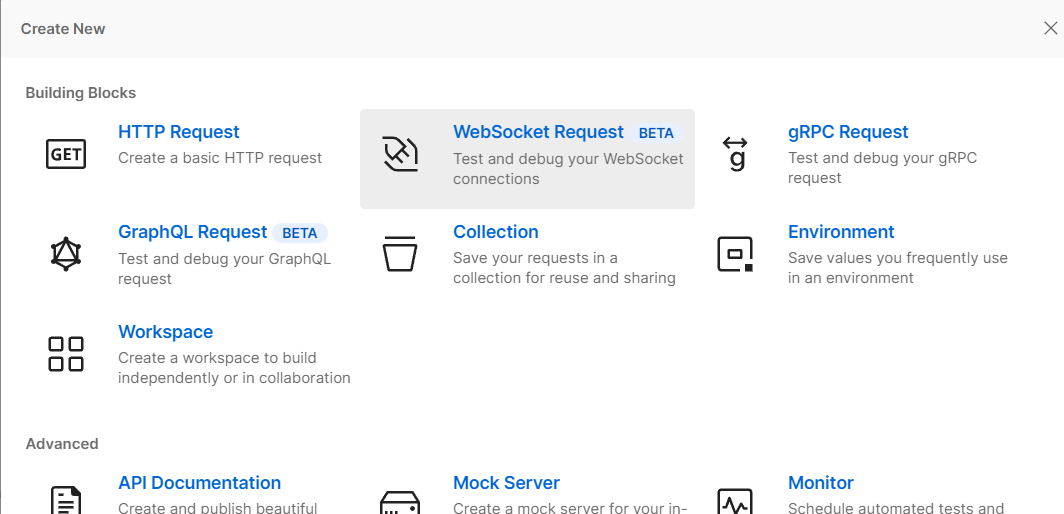 Create New
Building Blocks
GET
HTTP Request
Create a basic HTTP request
WebSocket Request BETA
Test and debug your WebSocket
connections
g
gRPC Request
Test and debug your gRPC
request
GraphQL Request BETA
Test and debug your GraphQL
request
Collection
Save your requests in a
collection for reuse and sharing
Environment
Save values you frequently use
in an environment
Workspace
Create a workspace to build
independently or in collaboration
Advanced
API Documentation
Create and publish beautiful
Mock Server
Create a mock server for your in-
Monitor
Schedule automated tests and